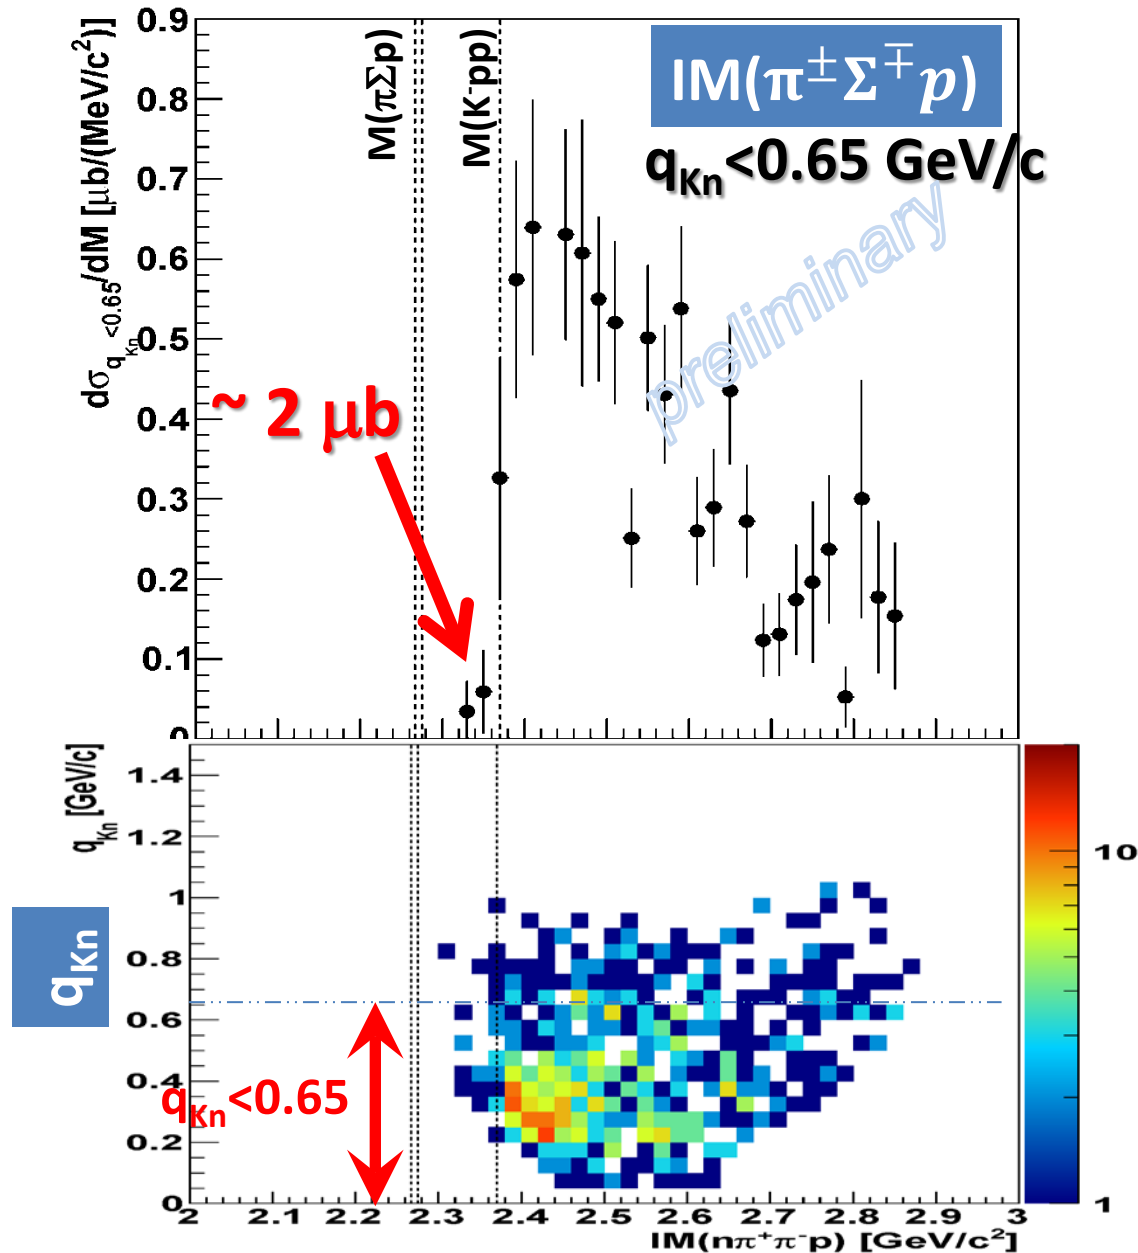 IM(π±Σ∓p)
qKn<0.65 GeV/c
preliminary
M(πΣp)
M(K-pp)
dσqKn<0.65/dM [μb/(MeV/c2)]
0.9
0.8
0.7
0.6
0.5
0.4
0.3
0.2
0.1
0
~ 2 μb
qKn [GeV/c]
1.4
1.2
1
0.8
0.6
0.4
0.2
0
qKn
qKn<0.65
10
1
2 2.1 2.2 2.3 2.4 2.5 2.6 2.7 2.8 2.9 3
IM(nπ+π-p) [GeV/c2]